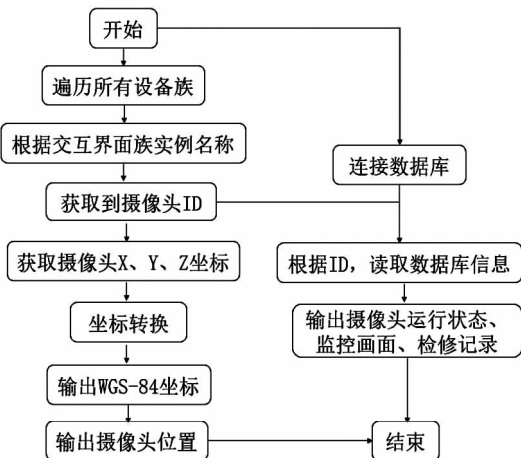 开始
遍历所有设备族
根据交互界面族实例名称
连接数据库
获取到摄像头ID
获取摄像头X、Y、Z坐标
根据ID，读取数据库信息
坐标转换
输出摄像头运行状态、
监控画面、检修记录
输出WGS-84坐标
输出摄像头位置
结束